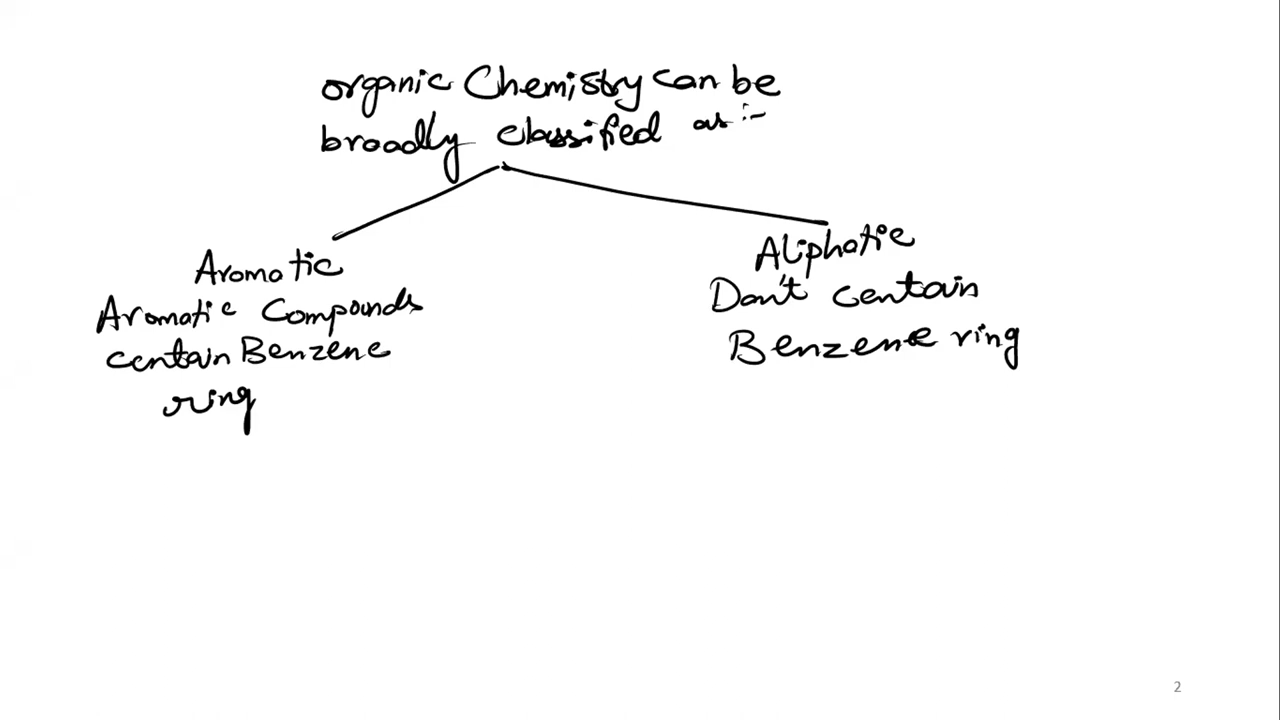 organic Chemistry can be
broadly classified as :-
Aromatic
Aromatic Compounds
contain Benzene
ring
Aliphatic
Don't contain
Benzene ring
2